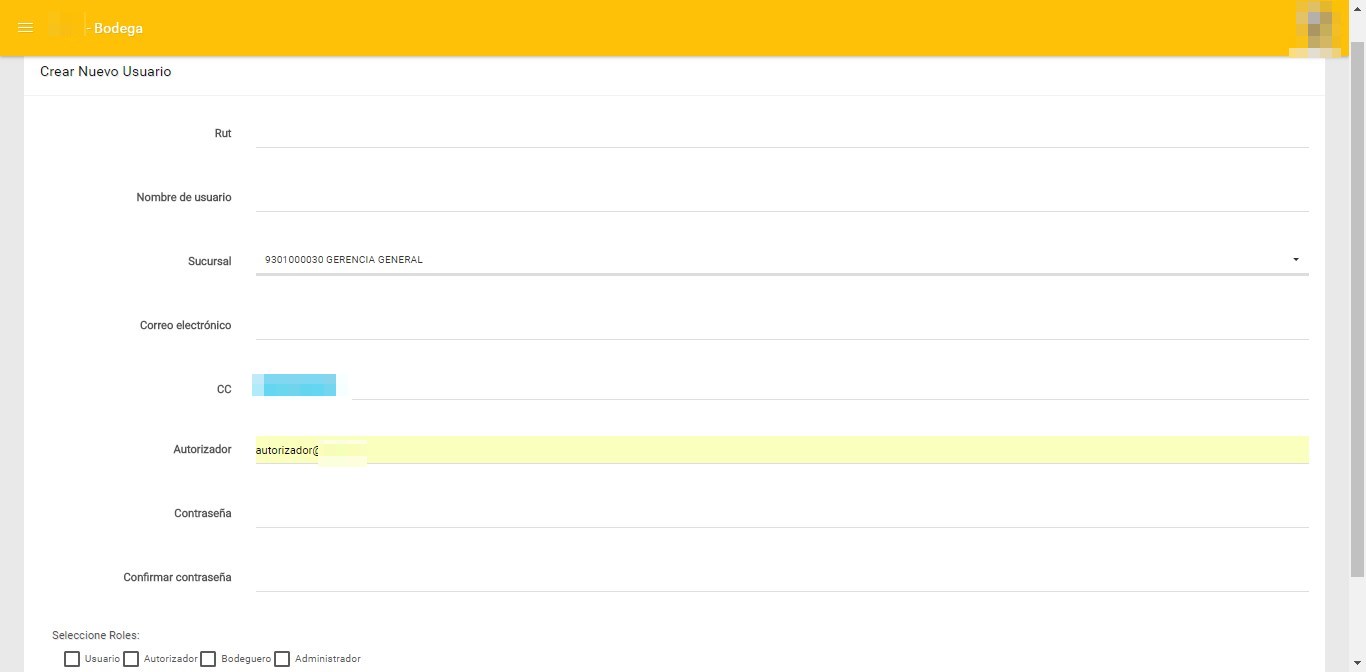 - Bodega
Crear Nuevo Usuario
Rut
Nombre de usuario
Sucursal 9301000030 GERENCIA GENERAL
Correo electrónico
CC
Autorizador autorizador@
Contraseña
Confirmar contraseña
Seleccione Roles:
Usuario Autorizador Bodeguero Administrador